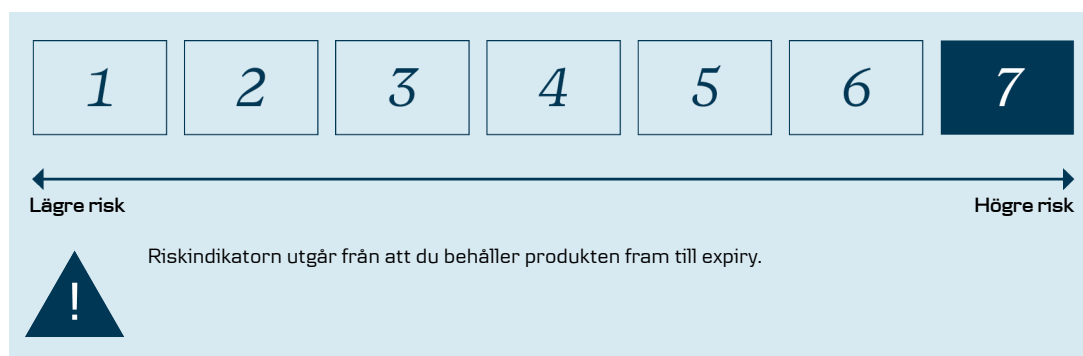 1 2 3 4 5 6 7
Lägre risk Högre risk
Riskindikatorn utgår från att du behåller produkten fram till expiry.
!